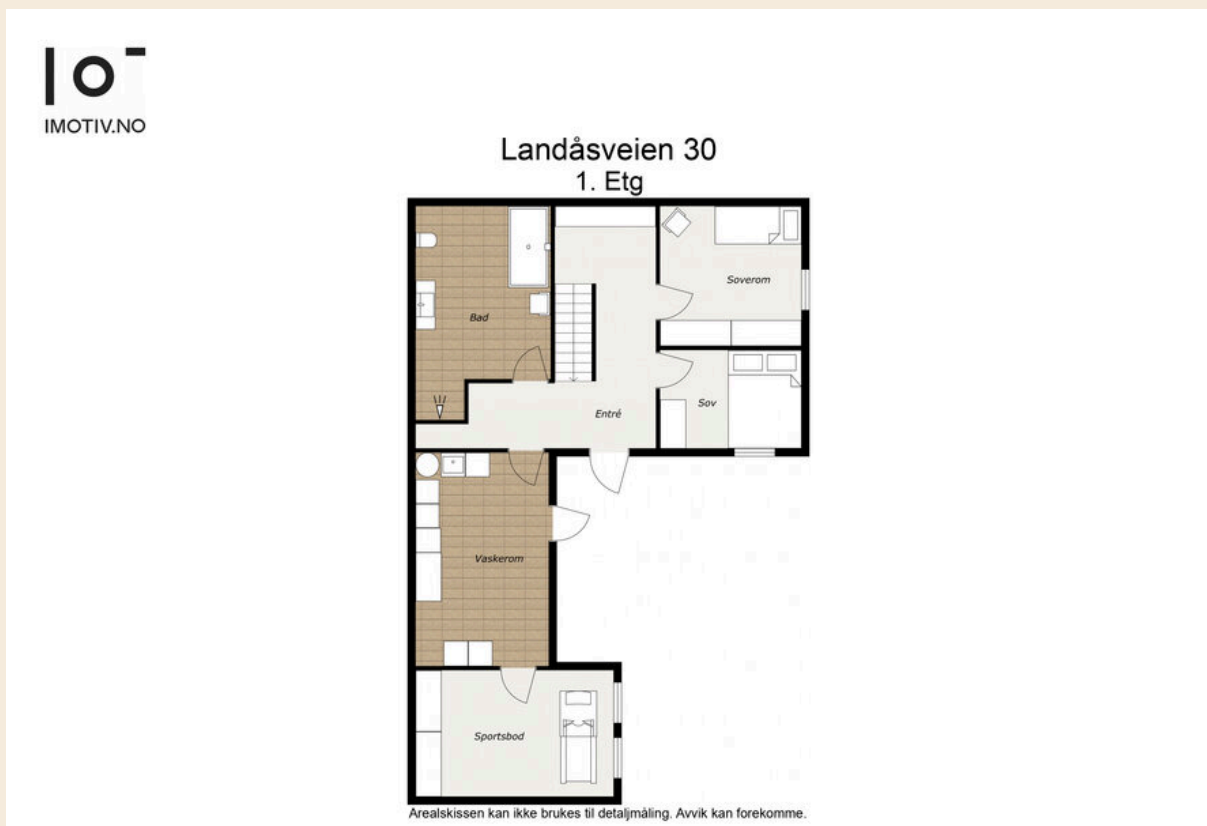 IMOTIV.NO
Landåsveien 30
1. Etg
Soverom
Bad
Sov
Entré
Vaskerom
Sportsbod
Arealskissen kan ikke brukes til detaljmåling. Avvik kan forekomme.